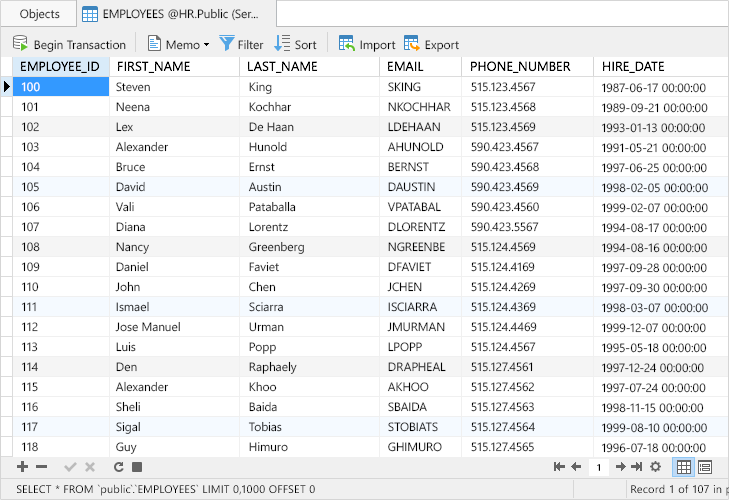 Objects EMPLOYEES @HR.Public (Ser...
Begin Transaction Memo Filter Sort Import Export
EMPLOYEE_ID FIRST_NAME LAST_NAME EMAIL PHONE_NUMBER HIRE_DATE
100 Steven King SKING 515.123.4567 1987-06-17 00:00:00
101 Neena Kochhar NKOCHHAR 515.123.4568 1989-09-21 00:00:00
102 Lex De Haan LDEHAAN 515.123.4569 1993-01-13 00:00:00
103 Alexander Hunold AHUNOLD 590.423.4567 1991-05-21 00:00:00
104 Bruce Ernst BERNST 590.423.4568 1997-06-25 00:00:00
105 David Austin DAUSTIN 590.423.4569 1998-02-05 00:00:00
106 Vali Pataballa VPATABAL 590.423.4560 1999-02-07 00:00:00
107 Diana Lorentz DLORENTZ 590.423.5567 1994-08-17 00:00:00
108 Nancy Greenberg NGREENBE 515.124.4569 1994-08-16 00:00:00
109 Daniel Faviet DFAVIET 515.124.4169 1997-09-28 00:00:00
110 John Chen JCHEN 515.124.4269 1997-09-30 00:00:00
111 Ismael Sciarra ISCIARRA 515.124.4369 1998-03-07 00:00:00
112 Jose Manuel Urman JMURMAN 515.124.4469 1999-12-07 00:00:00
113 Luis Popp LPOPP 515.124.4567 1995-05-18 00:00:00
114 Den Raphaely DRAPHEAL 515.127.4561 1997-12-24 00:00:00
115 Alexander Khoo AKHOO 515.127.4562 1997-07-24 00:00:00
116 Sheli Baida SBAIDA 515.127.4563 1998-11-15 00:00:00
117 Sigal Tobias STOBIATS 515.127.4564 1999-08-10 00:00:00
118 Guy Himuro GHIMURO 515.127.4565 1996-07-18 00:00:00
1
SELECT * FROM `public`.`EMPLOYEES` LIMIT 0,1000 OFFSET 0 Record 1 of 107 in p